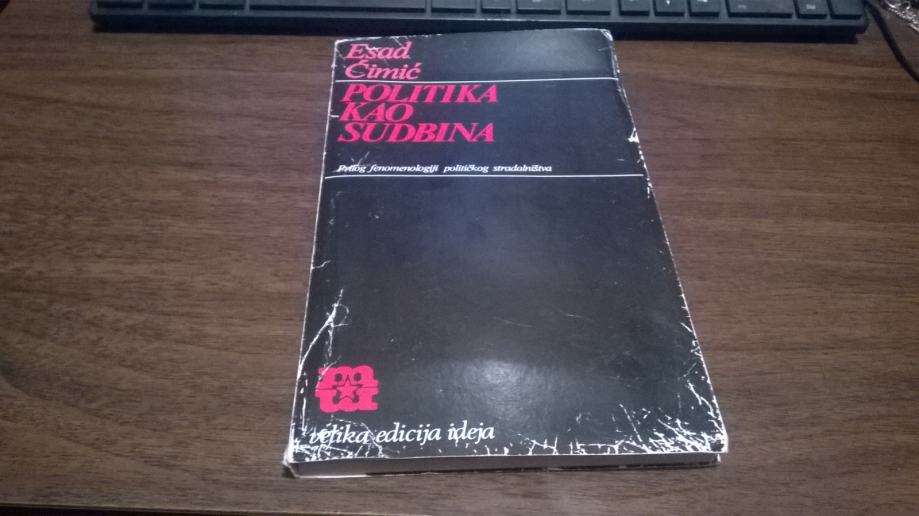 Esad
Ćimić
POLITIKA
KAO
SUDBINA
Prilog fenomenologiji političkog stradalništva
velika edicija ideja